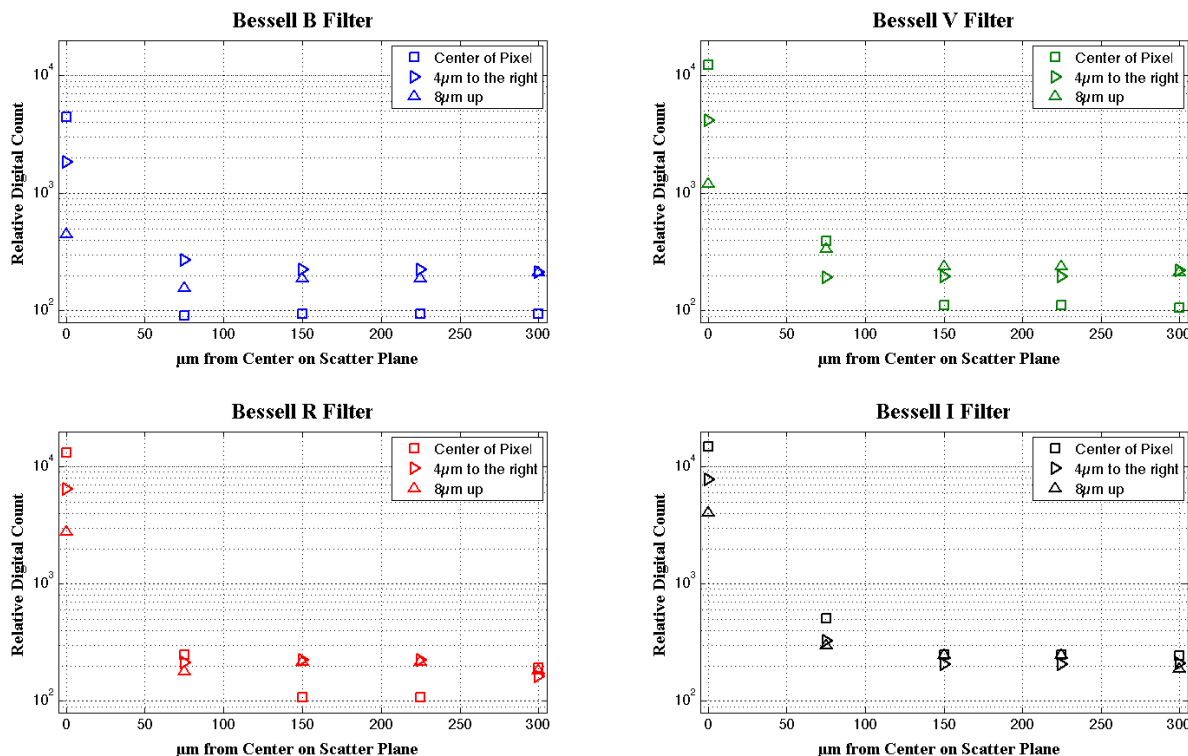 Bessell B Filter
Relative Digital Count
10^4
10^3
10^2
Center of Pixel
4µm to the right
8µm up
0 50 100 150 200 250 300
µm from Center on Scatter Plane
Bessell V Filter
Relative Digital Count
10^4
10^3
10^2
Center of Pixel
4µm to the right
8µm up
0 50 100 150 200 250 300
µm from Center on Scatter Plane
Bessell R Filter
Relative Digital Count
10^4
10^3
10^2
Center of Pixel
4µm to the right
8µm up
0 50 100 150 200 250 300
µm from Center on Scatter Plane
Bessell I Filter
Relative Digital Count
10^4
10^3
10^2
Center of Pixel
4µm to the right
8µm up
0 50 100 150 200 250 300
µm from Center on Scatter Plane